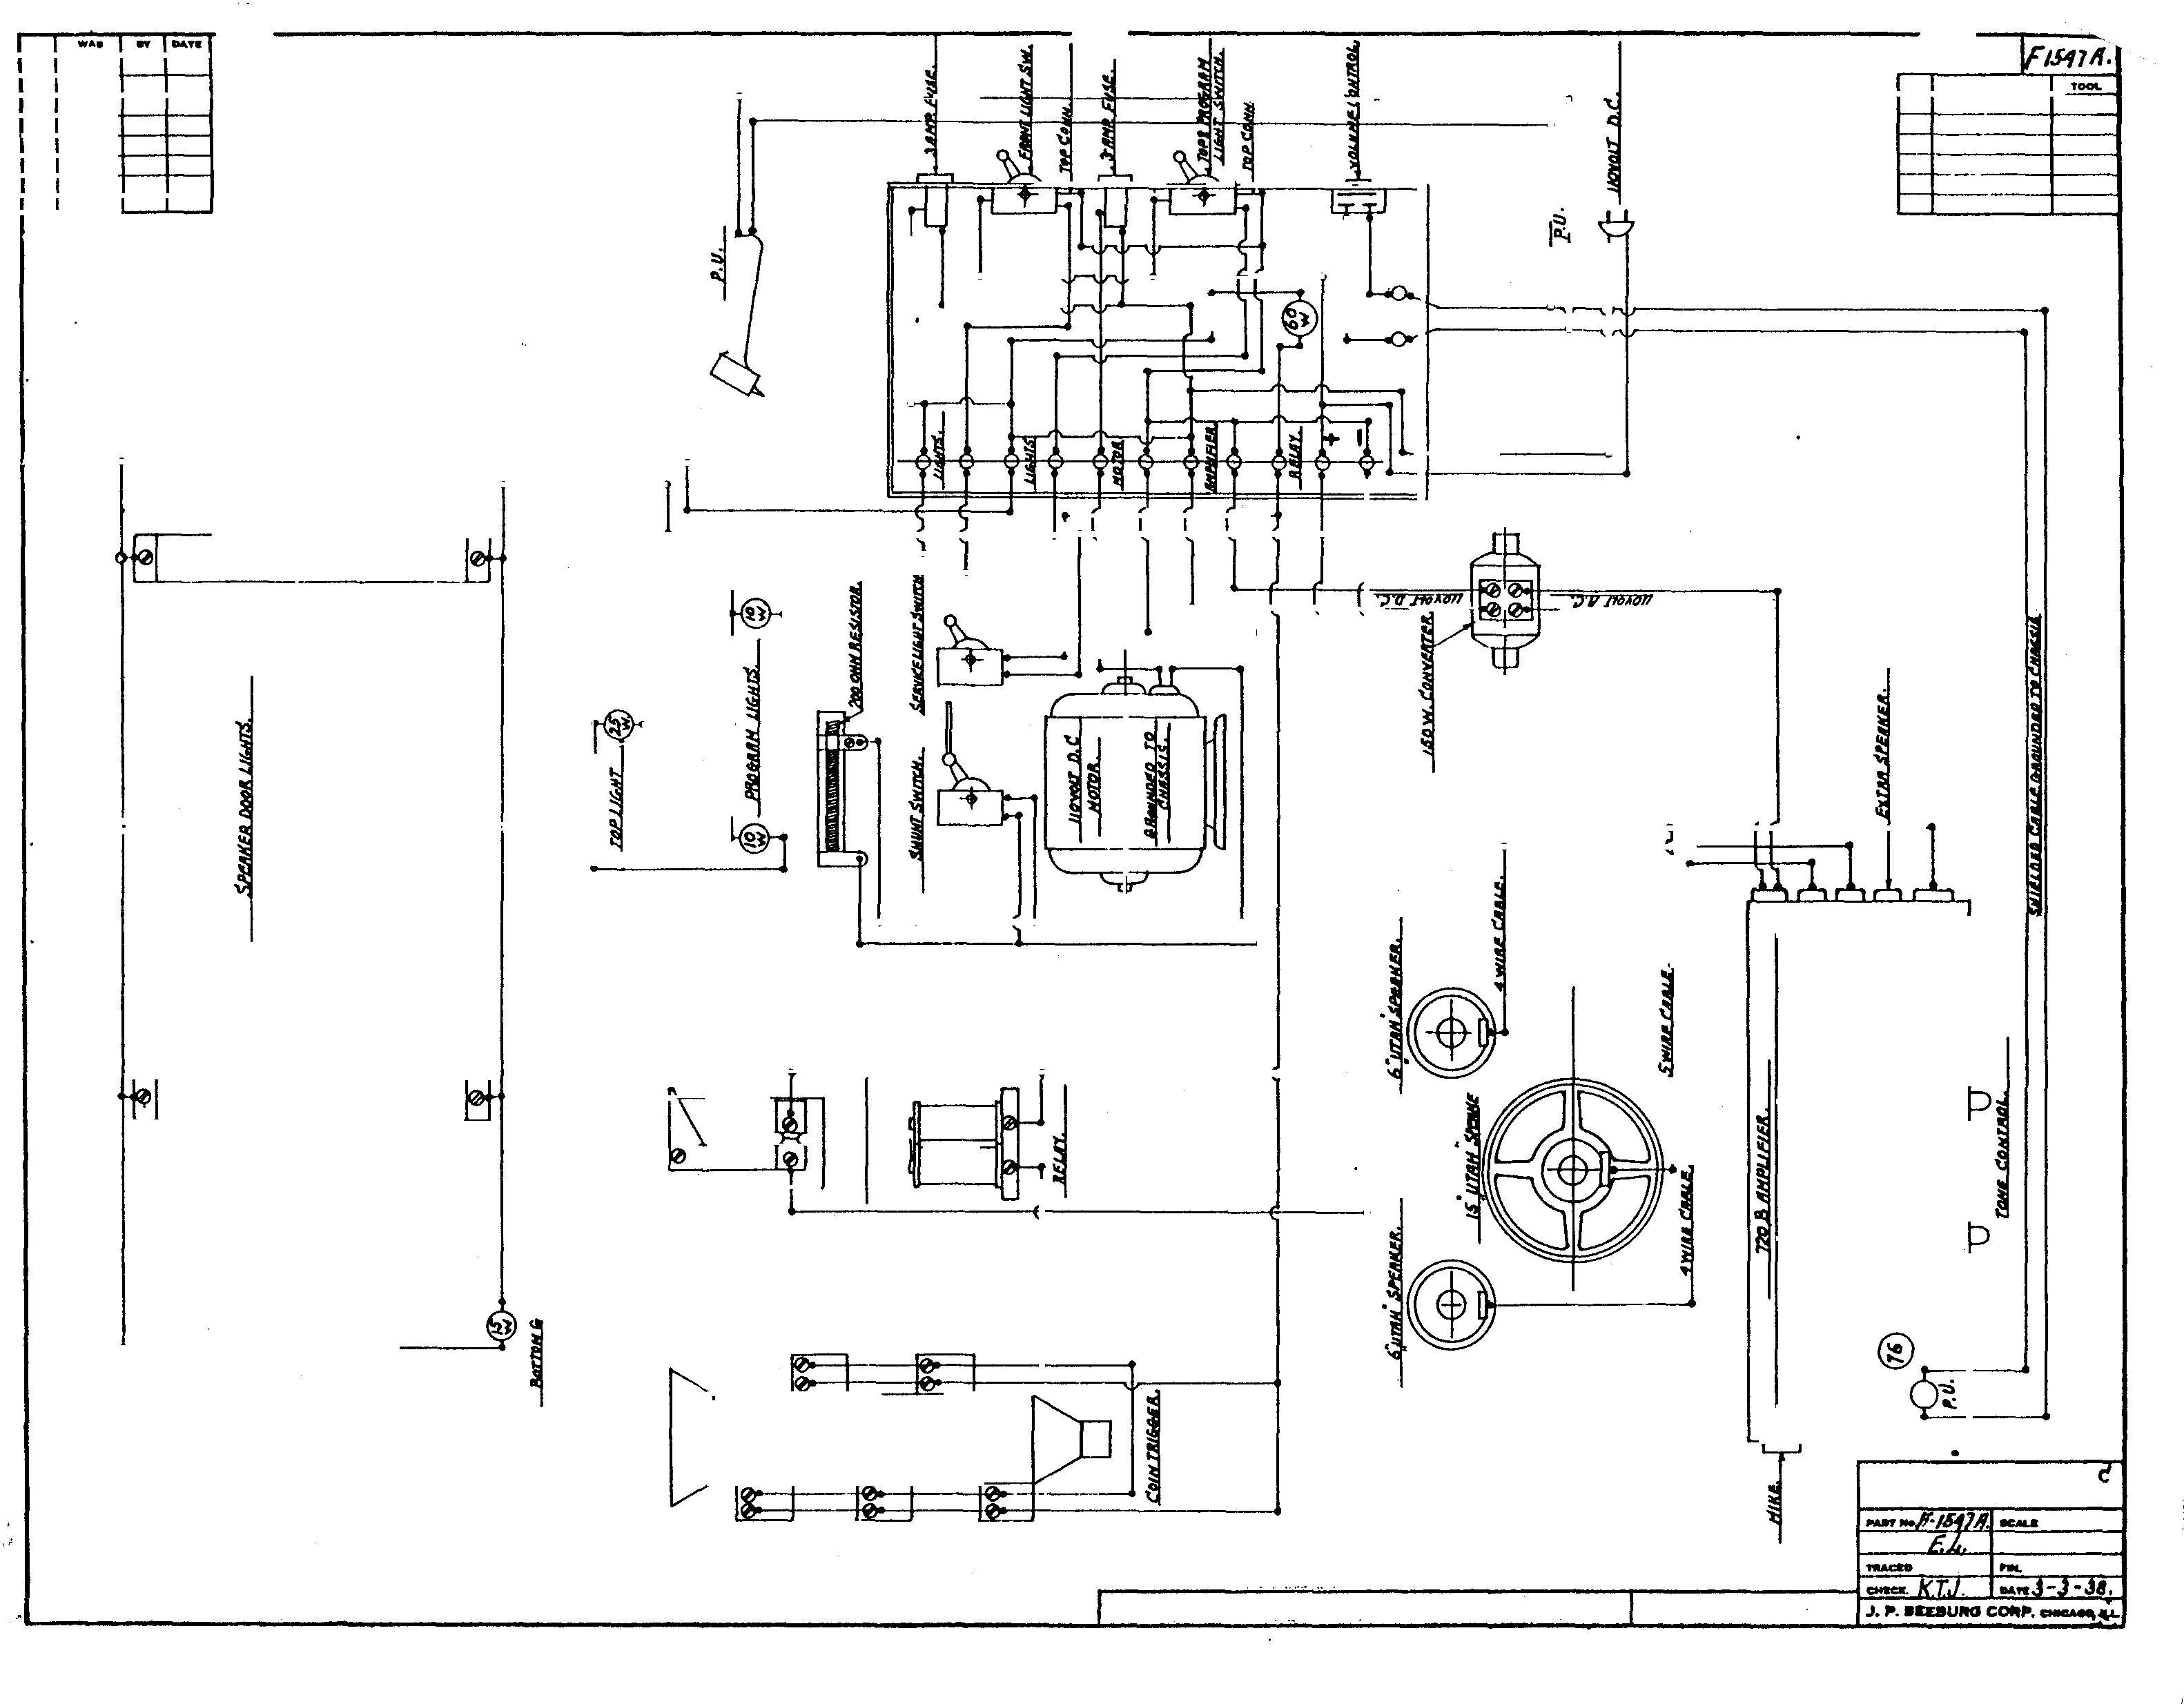 WAS BY DATE
F1547A.
TOOL
3 AMP FUSE.
FRONT LIGHT SW.
TOP CONN.
3 AMP FUSE.
TOP & PROGRAM
LIGHT SWITCH.
TOP CONN.
VOLUME CONTROL
110 VOLT D.C.
P.U.
P.U.
60
W
LIGHTS.
LIGHTS
MOTOR
AMPLIFIER.
RELAY.
+
-
110 VOLT D.C.
110 VOLT A.C.
150 W. CONVERTER
SPEAKER DOOR LIGHTS.
10
W
PROGRAM LIGHTS.
25
W
TOP LIGHT
10
W
200 OHM RESISTOR.
SERVICE LIGHT SWITCH
SHUNT SWITCH.
110 VOLT D.C
MOTOR.
GROUNDED TO
CHASSIS.
EXTRA SPEAKER.
SHIELDED CABLE GROUNDED TO CHASSIS
6" UTAH SPEAKER.
4 WIRE CABLE.
15" UTAH
5 WIRE CABLE.
6" UTAH SPEAKER.
4 WIRE CABLE
RELAY.
720 B AMPLIFIER.
TONE CONTROL.
15
W
COIN TRIGGER.
76
P.U.
MIKE.
PART No. F-1547A. SCALE
TRACED FIN.
CHECK. K.T.J. DATE 3-3-38.
J. P. SEEBURG CORP. CHICAGO, ILL.